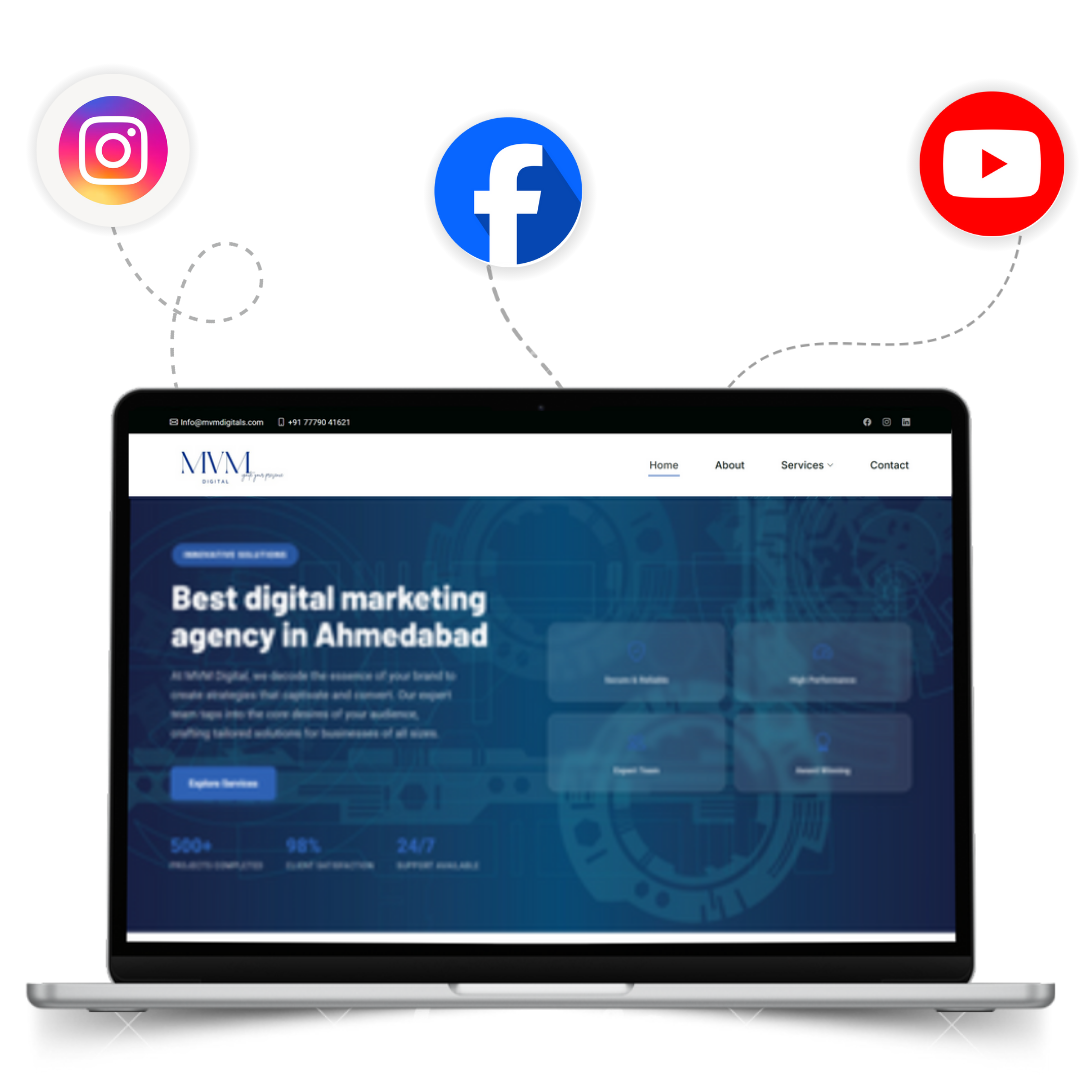 Info@mvmdigitals.com +91 77790 41621
MVM
DIGITAL
Home About Services Contact
INNOVATIVE SOLUTIONS
Best digital marketing
agency in Ahmedabad
At MVM Digital, we decode the essence of your brand to
create strategies that captivate and convert. Our expert
team taps into the core desires of your audience,
crafting tailored solutions for businesses of all sizes.
Secure & Reliable High Performance
Expert Team Award Winning
Explore Services
500+ 98% 24/7
PROJECTS COMPLETED CLIENT SATISFACTION SUPPORT AVAILABLE